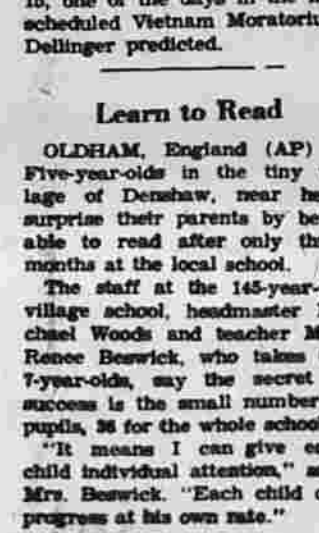 15, one of the days in the
scheduled Vietnam Moratoriu
Dellinger predicted.
Learn to Read
OLDHAM, England (AP)
Five-year-olds in the tiny
lage of Denshaw, near he
surprise their parents by be
able to read after only th
months at the local school.
The staff at the 145-year-
village school, headmaster
chael Woods and teacher M
Renee Beswick, who takes
7-year-olds, say the secret
success is the small number
pupils, 36 for the whole schoo
"It means I can give ea
child individual attention," s
Mrs. Beswick. "Each child c
progress at his own rate."